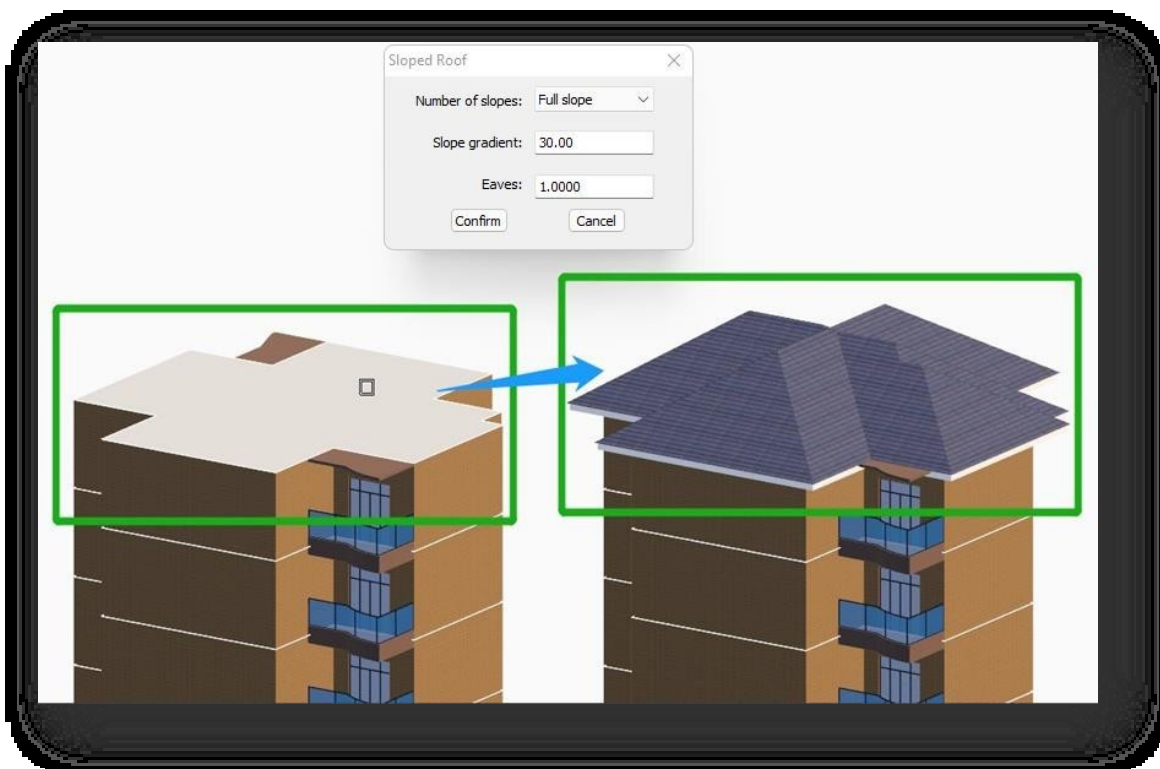 Sloped Roof
Number of slopes: Full slope
Slope gradient: 30.00
Eaves: 1.0000
Confirm Cancel